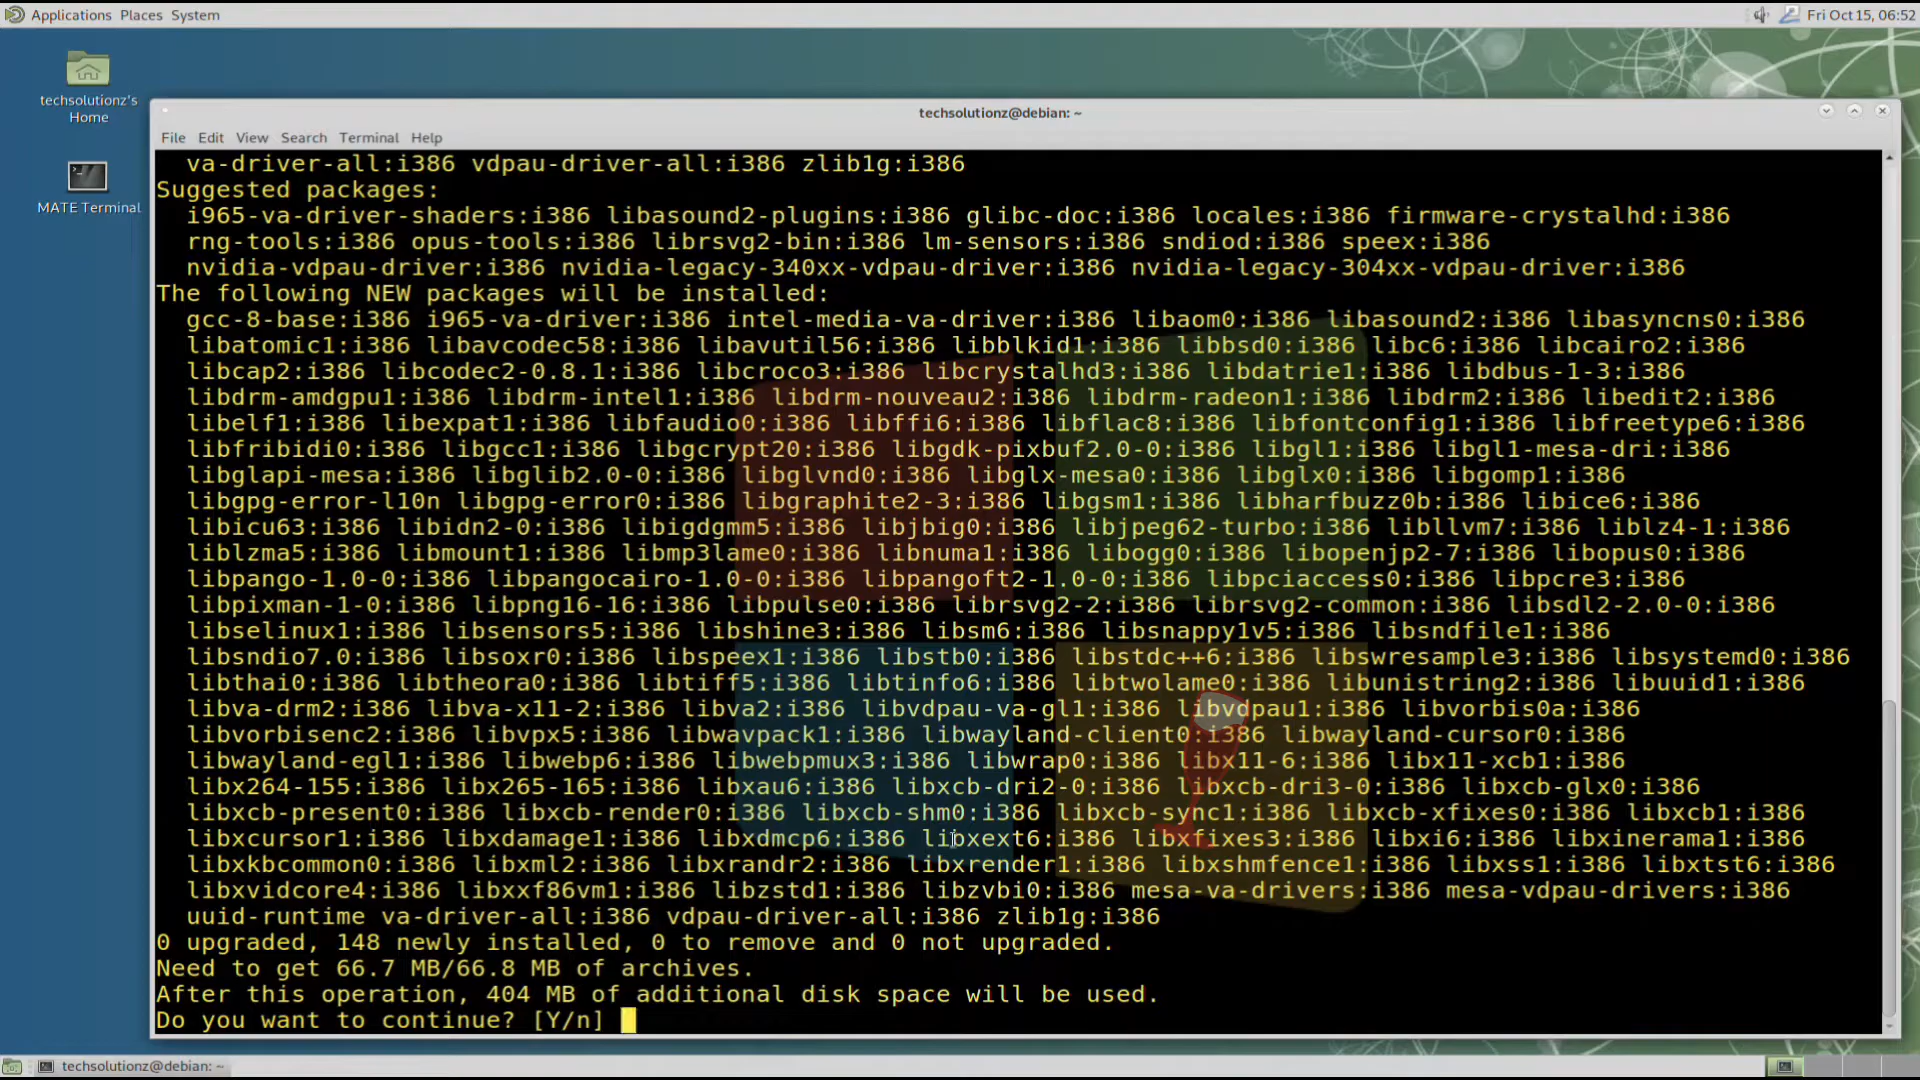 Applications Places System
Fri Oct 15, 06:52
techsolutionz's
Home
MATE Terminal
techsolutionz@debian: ~
File Edit View Search Terminal Help
va-driver-all:i386 vdpau-driver-all:i386 zlib1g:i386
Suggested packages:
i965-va-driver-shaders:i386 libasound2-plugins:i386 glibc-doc:i386 locales:i386 firmware-crystalhd:i386
rng-tools:i386 opus-tools:i386 librsvg2-bin:i386 lm-sensors:i386 sndiod:i386 speex:i386
nvidia-vdpau-driver:i386 nvidia-legacy-340xx-vdpau-driver:i386 nvidia-legacy-304xx-vdpau-driver:i386
The following NEW packages will be installed:
gcc-8-base:i386 i965-va-driver:i386 intel-media-va-driver:i386 libaom0:i386 libasound2:i386 libasyncns0:i386
libatomic1:i386 libavcodec58:i386 libavutil56:i386 libblkid1:i386 libbsd0:i386 libc6:i386 libcairo2:i386
libcap2:i386 libcodec2-0.8.1:i386 libcroco3:i386 libcrystalhd3:i386 libdatrie1:i386 libdbus-1-3:i386
libdrm-amdgpu1:i386 libdrm-intel1:i386 libdrm-nouveau2:i386 libdrm-radeon1:i386 libdrm2:i386 libedit2:i386
libelf1:i386 libexpat1:i386 libfaudio0:i386 libffi6:i386 libflac8:i386 libfontconfig1:i386 libfreetype6:i386
libfribidi0:i386 libgcc1:i386 libgcrypt20:i386 libgdk-pixbuf2.0-0:i386 libgl1:i386 libgl1-mesa-dri:i386
libglapi-mesa:i386 libglib2.0-0:i386 libglvnd0:i386 libglx-mesa0:i386 libglx0:i386 libgomp1:i386
libgpg-error-l10n libgpg-error0:i386 libgraphite2-3:i386 libgsm1:i386 libharfbuzz0b:i386 libice6:i386
libicu63:i386 libidn2-0:i386 libigdgmm5:i386 libjbig0:i386 libjpeg62-turbo:i386 libllvm7:i386 liblz4-1:i386
liblzma5:i386 libmount1:i386 libmp3lame0:i386 libnuma1:i386 libogg0:i386 libopenjp2-7:i386 libopus0:i386
libpango-1.0-0:i386 libpangocairo-1.0-0:i386 libpangoft2-1.0-0:i386 libpciaccess0:i386 libpcre3:i386
libpixman-1-0:i386 libpng16-16:i386 libpulse0:i386 librsvg2-2:i386 librsvg2-common:i386 libsdl2-2.0-0:i386
libselinux1:i386 libsensors5:i386 libshine3:i386 libsm6:i386 libsnappy1v5:i386 libsndfile1:i386
libsndio7.0:i386 libsoxr0:i386 libspeex1:i386 libstb0:i386 libstdc++6:i386 libswresample3:i386 libsystemd0:i386
libthai0:i386 libtheora0:i386 libtiff5:i386 libtinfo6:i386 libtwolame0:i386 libunistring2:i386 libuuid1:i386
libva-drm2:i386 libva-x11-2:i386 libva2:i386 libvdpau-va-gl1:i386 libvdpau1:i386 libvorbis0a:i386
libvorbisenc2:i386 libvpx5:i386 libwavpack1:i386 libwayland-client0:i386 libwayland-cursor0:i386
libwayland-egl1:i386 libwebp6:i386 libwebpmux3:i386 libwrap0:i386 libx11-6:i386 libx11-xcb1:i386
libx264-155:i386 libx265-165:i386 libxau6:i386 libxcb-dri2-0:i386 libxcb-dri3-0:i386 libxcb-glx0:i386
libxcb-present0:i386 libxcb-render0:i386 libxcb-shm0:i386 libxcb-sync1:i386 libxcb-xfixes0:i386 libxcb1:i386
libxcursor1:i386 libxdamage1:i386 libxdmcp6:i386 libxext6:i386 libxfixes3:i386 libxi6:i386 libxinerama1:i386
libxkbcommon0:i386 libxml2:i386 libxrandr2:i386 libxrender1:i386 libxshmfence1:i386 libxss1:i386 libxtst6:i386
libxvidcore4:i386 libxxf86vm1:i386 libzstd1:i386 libzvbi0:i386 mesa-va-drivers:i386 mesa-vdpau-drivers:i386
uuid-runtime va-driver-all:i386 vdpau-driver-all:i386 zlib1g:i386
0 upgraded, 148 newly installed, 0 to remove and 0 not upgraded.
Need to get 66.7 MB/66.8 MB of archives.
After this operation, 404 MB of additional disk space will be used.
Do you want to continue? [Y/n]
techsolutionz@debian: ~